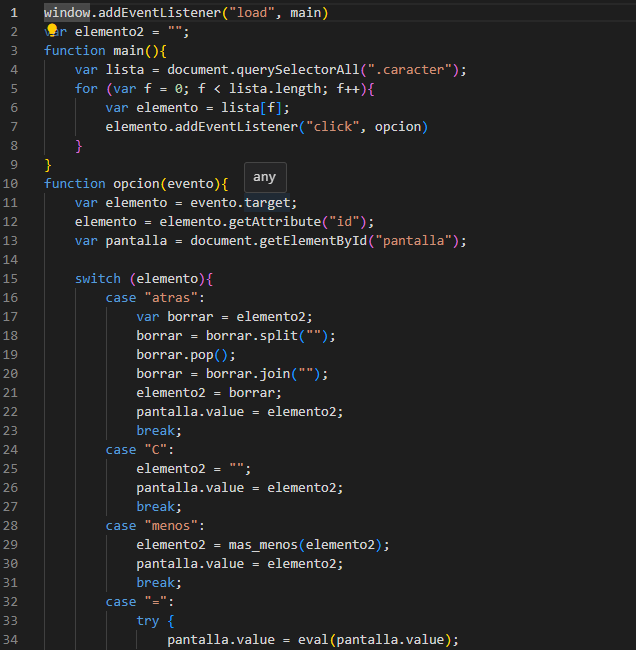 1 window.addEventListener("load", main)
2 var elemento2 = "";
3 function main(){
4 var lista = document.querySelectorAll(".caracter");
5 for (var f = 0; f < lista.length; f++){
6 var elemento = lista[f];
7 elemento.addEventListener("click", opcion)
8 }
9 }
any
10 function opcion(evento){
11 var elemento = evento.target;
12 elemento = elemento.getAttribute("id");
13 var pantalla = document.getElementById("pantalla");
14
15 switch (elemento){
16 case "atras":
17 var borrar = elemento2;
18 borrar = borrar.split("");
19 borrar.pop();
20 borrar = borrar.join("");
21 elemento2 = borrar;
22 pantalla.value = elemento2;
23 break;
24 case "C":
25 elemento2 = "";
26 pantalla.value = elemento2;
27 break;
28 case "menos":
29 elemento2 = mas_menos(elemento2);
30 pantalla.value = elemento2;
31 break;
32 case "=":
33 try {
34 pantalla.value = eval(pantalla.value);